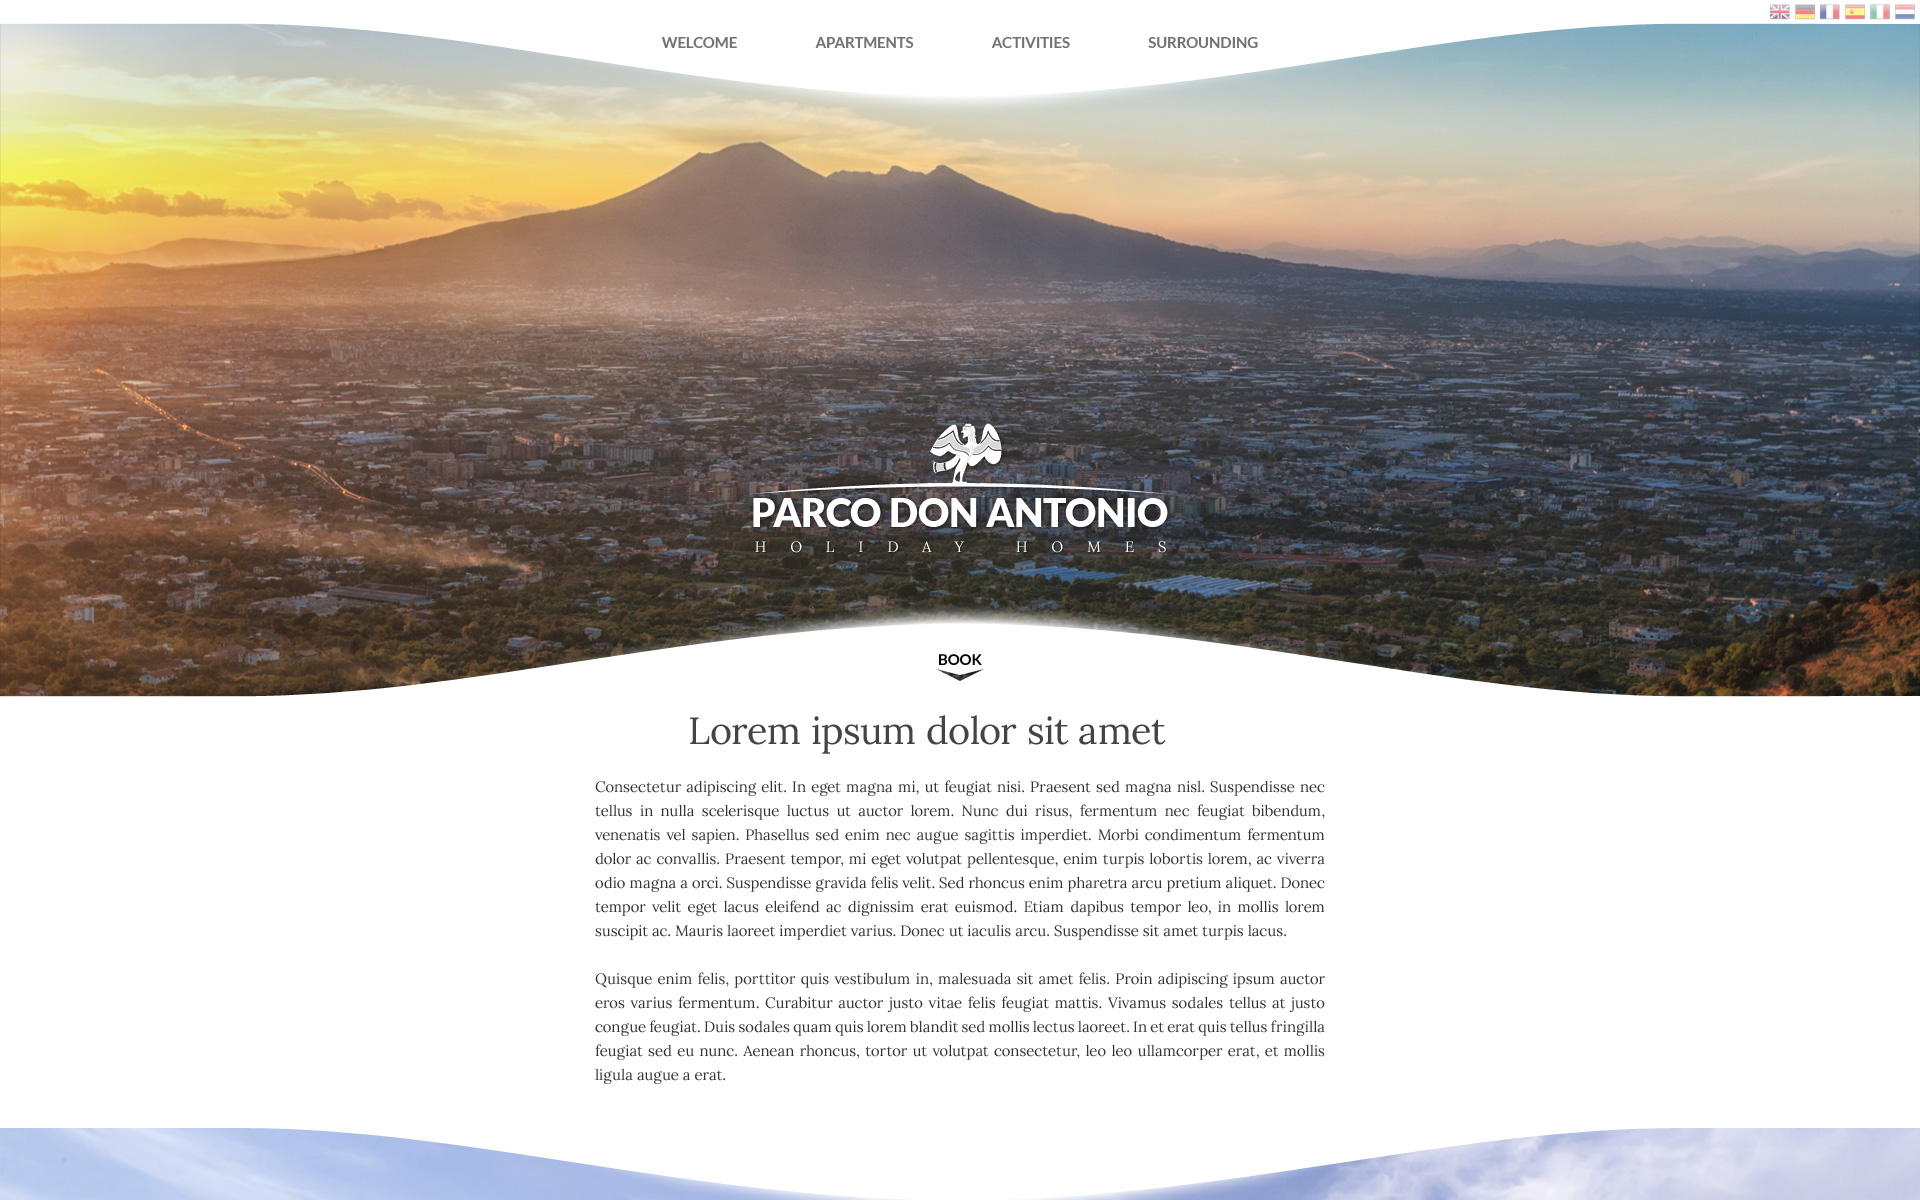 WELCOME APARTMENTS ACTIVITIES SURROUNDING
PARCO DON ANTONIO
HOLIDAY HOMES
BOOK
Lorem ipsum dolor sit amet
Consectetur adipiscing elit. In eget magna mi, ut feugiat nisi. Praesent sed magna nisl. Suspendisse nec
tellus in nulla scelerisque luctus ut auctor lorem. Nunc dui risus, fermentum nec feugiat bibendum,
venenatis vel sapien. Phasellus sed enim nec augue sagittis imperdiet. Morbi condimentum fermentum
dolor ac convallis. Praesent tempor, mi eget volutpat pellentesque, enim turpis lobortis lorem, ac viverra
odio magna a orci. Suspendisse gravida felis velit. Sed rhoncus enim pharetra arcu pretium aliquet. Donec
tempor velit eget lacus eleifend ac dignissim erat euismod. Etiam dapibus tempor leo, in mollis lorem
suscipit ac. Mauris laoreet imperdiet varius. Donec ut iaculis arcu. Suspendisse sit amet turpis lacus.
Quisque enim felis, porttitor quis vestibulum in, malesuada sit amet felis. Proin adipiscing ipsum auctor
eros varius fermentum. Curabitur auctor justo vitae felis feugiat mattis. Vivamus sodales tellus at justo
congue feugiat. Duis sodales quam quis lorem blandit sed mollis lectus laoreet. In et erat quis tellus fringilla
feugiat sed eu nunc. Aenean rhoncus, tortor ut volutpat consectetur, leo leo ullamcorper erat, et mollis
ligula augue a erat.